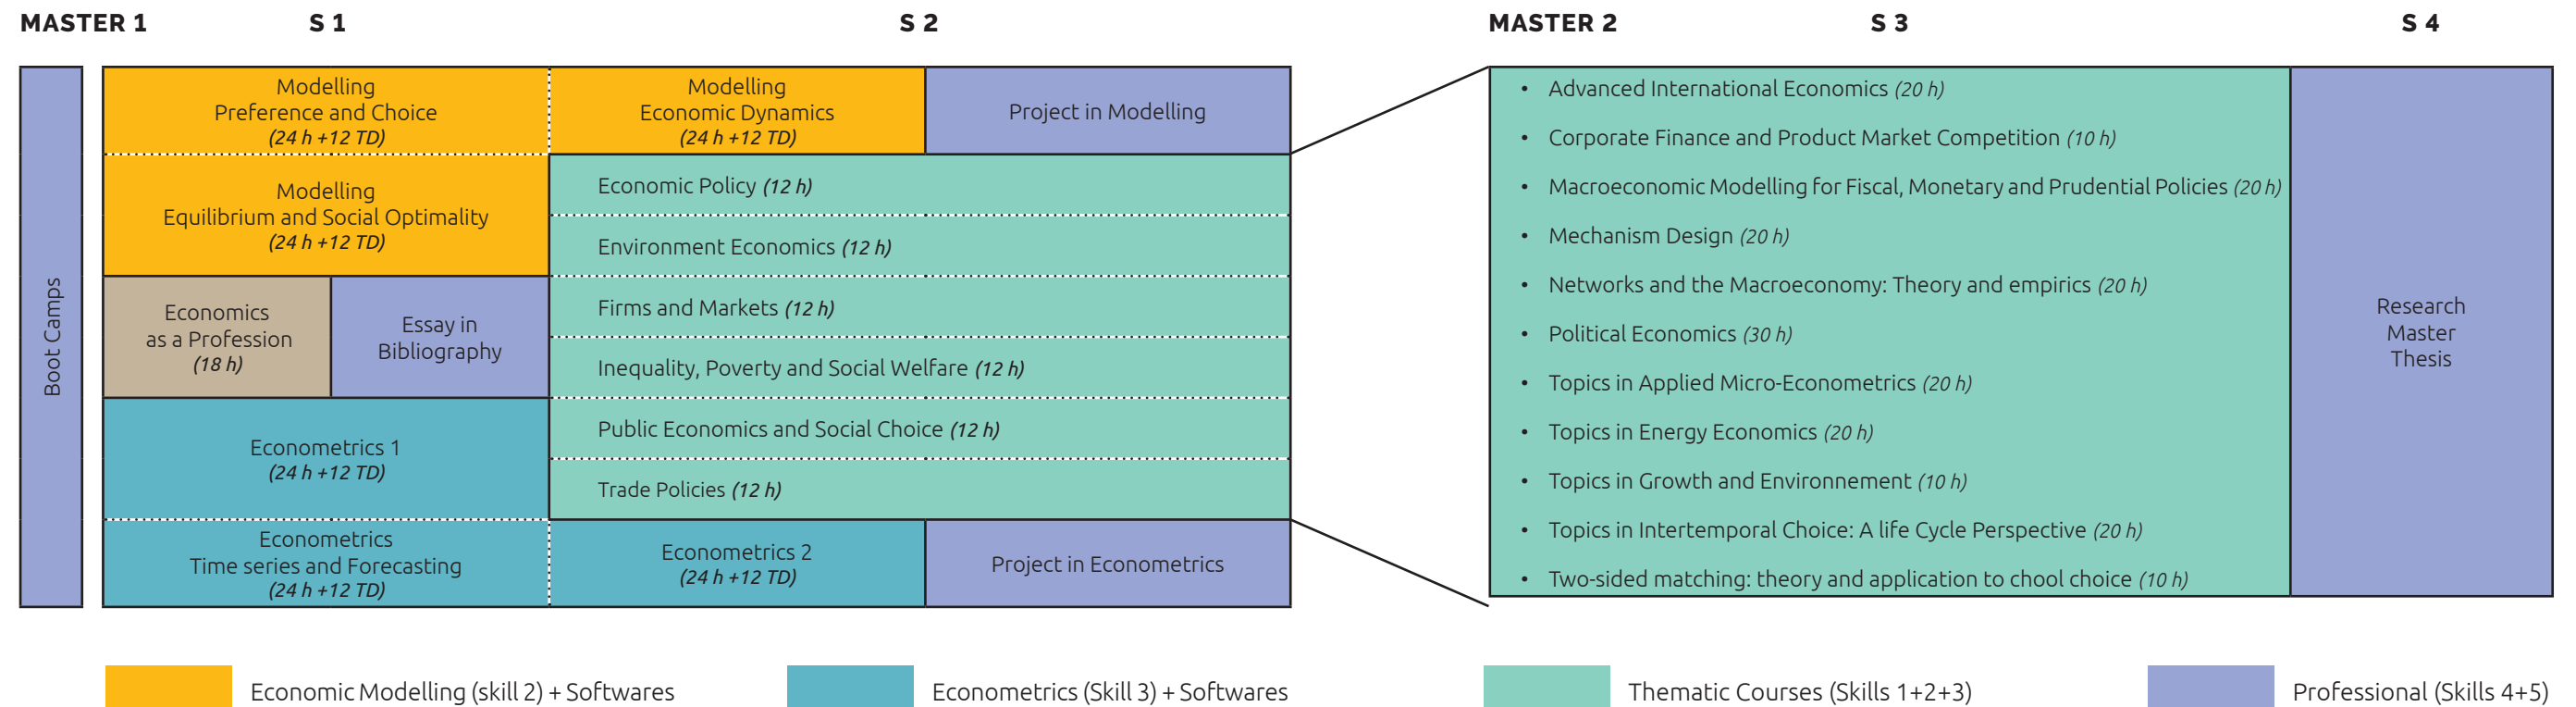 MASTER 1
S 1
S 2
MASTER 2
S 3
S 4
Boot Camps
Modelling
Preference and Choice
(24 h +12 TD)
Modelling
Economic Dynamics
(24 h +12 TD)
Project in Modelling
Modelling
Equilibrium and Social Optimality
(24 h +12 TD)
Economics
as a Profession
(18 h)
Essay in
Bibliography
Econometrics 1
(24 h +12 TD)
Econometrics
Time series and Forecasting
(24 h +12 TD)
Economic Policy (12 h)
Environment Economics (12 h)
Firms and Markets (12 h)
Inequality, Poverty and Social Welfare (12 h)
Public Economics and Social Choice (12 h)
Trade Policies (12 h)
Econometrics 2
(24 h +12 TD)
Project in Econometrics
• Advanced International Economics (20 h)
• Corporate Finance and Product Market Competition (10 h)
• Macroeconomic Modelling for Fiscal, Monetary and Prudential Policies (20 h)
• Mechanism Design (20 h)
• Networks and the Macroeconomy: Theory and empirics (20 h)
• Political Economics (30 h)
• Topics in Applied Micro-Econometrics (20 h)
• Topics in Energy Economics (20 h)
• Topics in Growth and Environnement (10 h)
• Topics in Intertemporal Choice: A life Cycle Perspective (20 h)
• Two-sided matching: theory and application to chool choice (10 h)
Research
Master
Thesis
Economic Modelling (skill 2) + Softwares
Econometrics (Skill 3) + Softwares
Thematic Courses (Skills 1+2+3)
Professional (Skills 4+5)